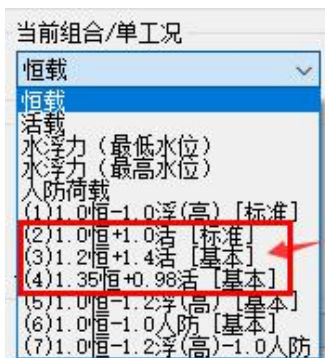 当前组合/单工况
恒载
恒载
活载
水浮力(最低水位)
水浮力(最高水位)
人防荷载
(1)1.0恒-1.0浮(高) [标准]
(2)1.0恒+1.0活 [标准]
(3)1.2恒+1.4活 [基本]
(4)1.35恒+0.98活 [基本]
(5)1.0恒-1.2浮(高) [基本]
(6)1.0恒-1.0人防 [基本]
(7)1.0恒-1.2浮(高)-1.0人防